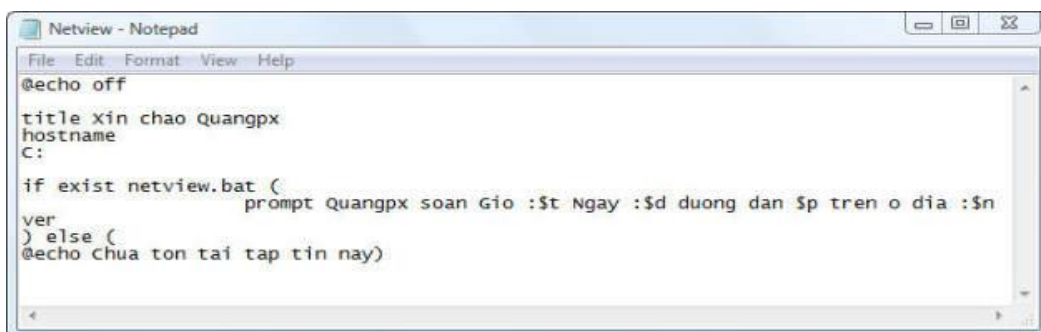 Netview - Notepad
File Edit Format View Help
@echo off
title Xin chao Quangpx
hostname
C:
if exist netview.bat (
prompt Quangpx soan Gio :$t Ngay :$d duong dan $p tren o dia :$n
ver
) else (
@echo Chua ton tai tap tin nay)